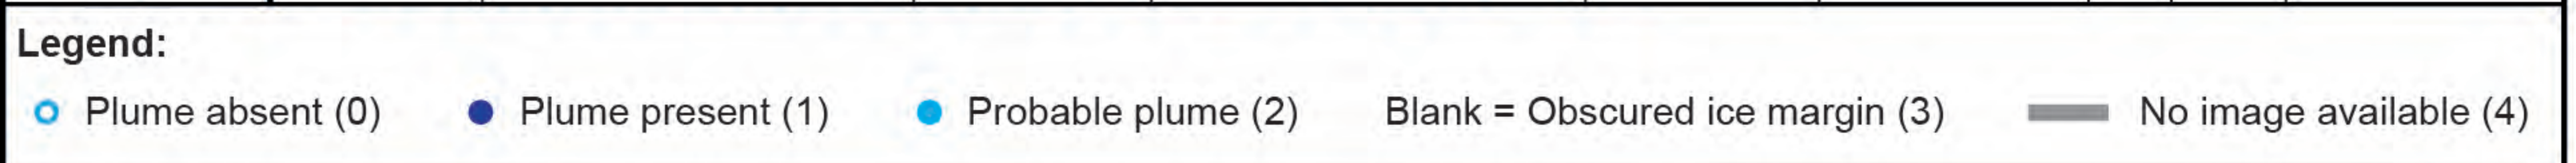 Legend:
Plume absent (0) Plume present (1) Probable plume (2) Blank = Obscured ice margin (3) No image available (4)